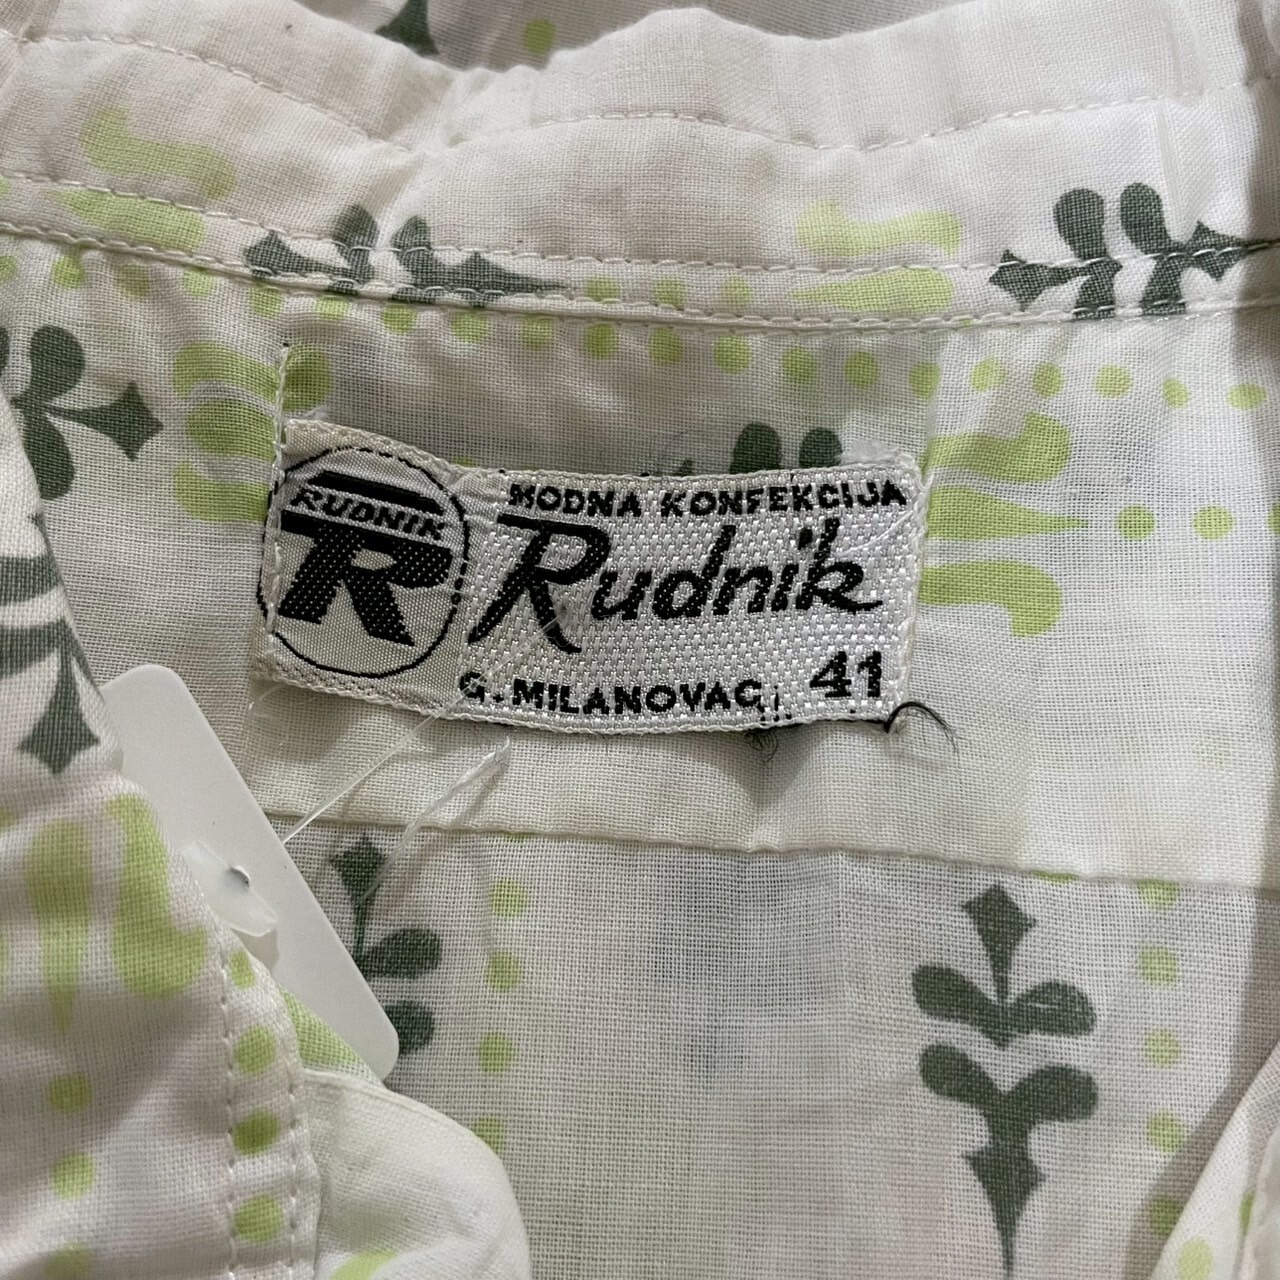 RUDNIK
R
MODNA KONFEKCIJA
Rudnik
G. MILANOVAC
41